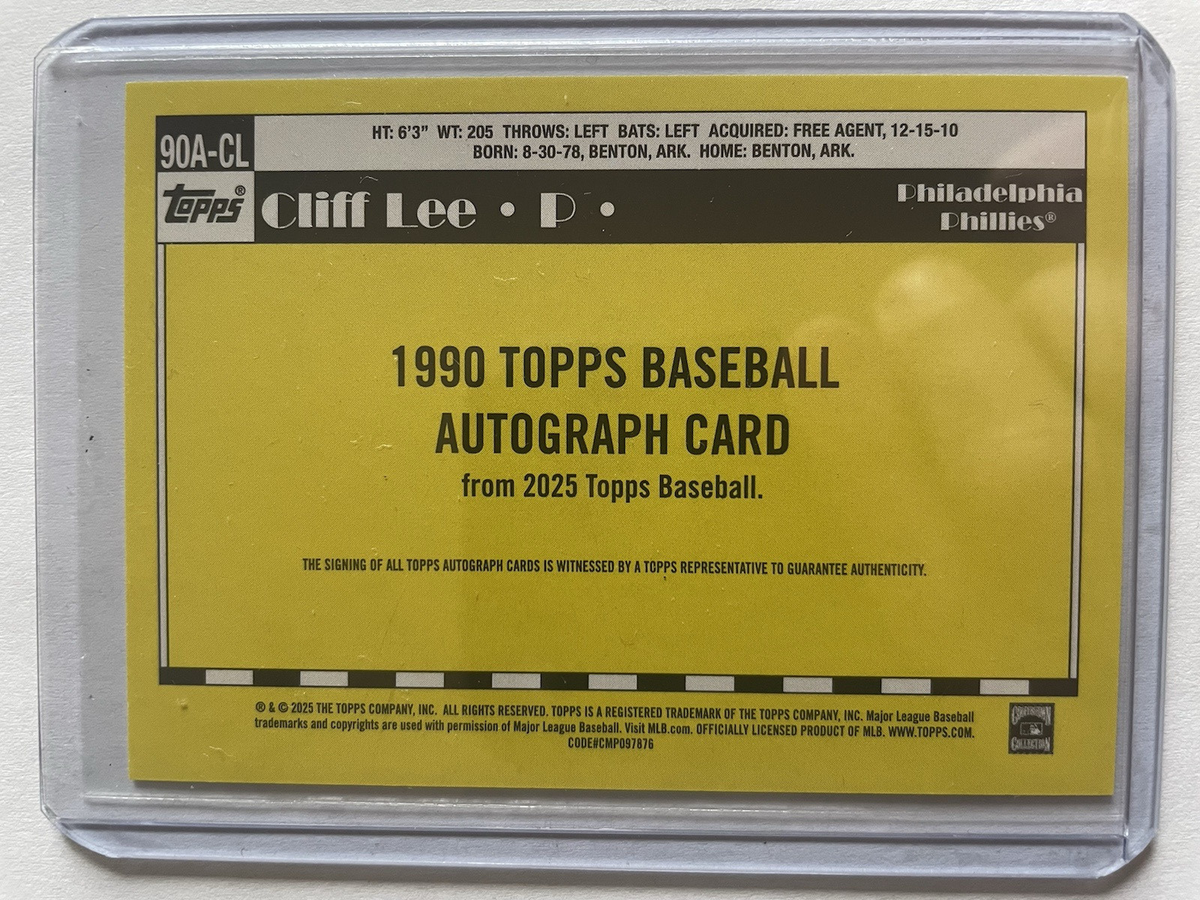 90A-CL
HT: 6'3" WT: 205 THROWS: LEFT BATS: LEFT ACQUIRED: FREE AGENT, 12-15-10
BORN: 8-30-78, BENTON, ARK. HOME: BENTON, ARK.
Topps®
Cliff Lee • P •
Philadelphia
Phillies®
1990 TOPPS BASEBALL
AUTOGRAPH CARD
from 2025 Topps Baseball.
THE SIGNING OF ALL TOPPS AUTOGRAPH CARDS IS WITNESSED BY A TOPPS REPRESENTATIVE TO GUARANTEE AUTHENTICITY.
® & © 2025 THE TOPPS COMPANY, INC. ALL RIGHTS RESERVED. TOPPS IS A REGISTERED TRADEMARK OF THE TOPPS COMPANY, INC. Major League Baseball
trademarks and copyrights are used with permission of Major League Baseball. Visit MLB.com. OFFICIALLY LICENSED PRODUCT OF MLB. WWW.TOPPS.COM.
CODE#CMP097876
COOPERSTOWN
COLLECTION